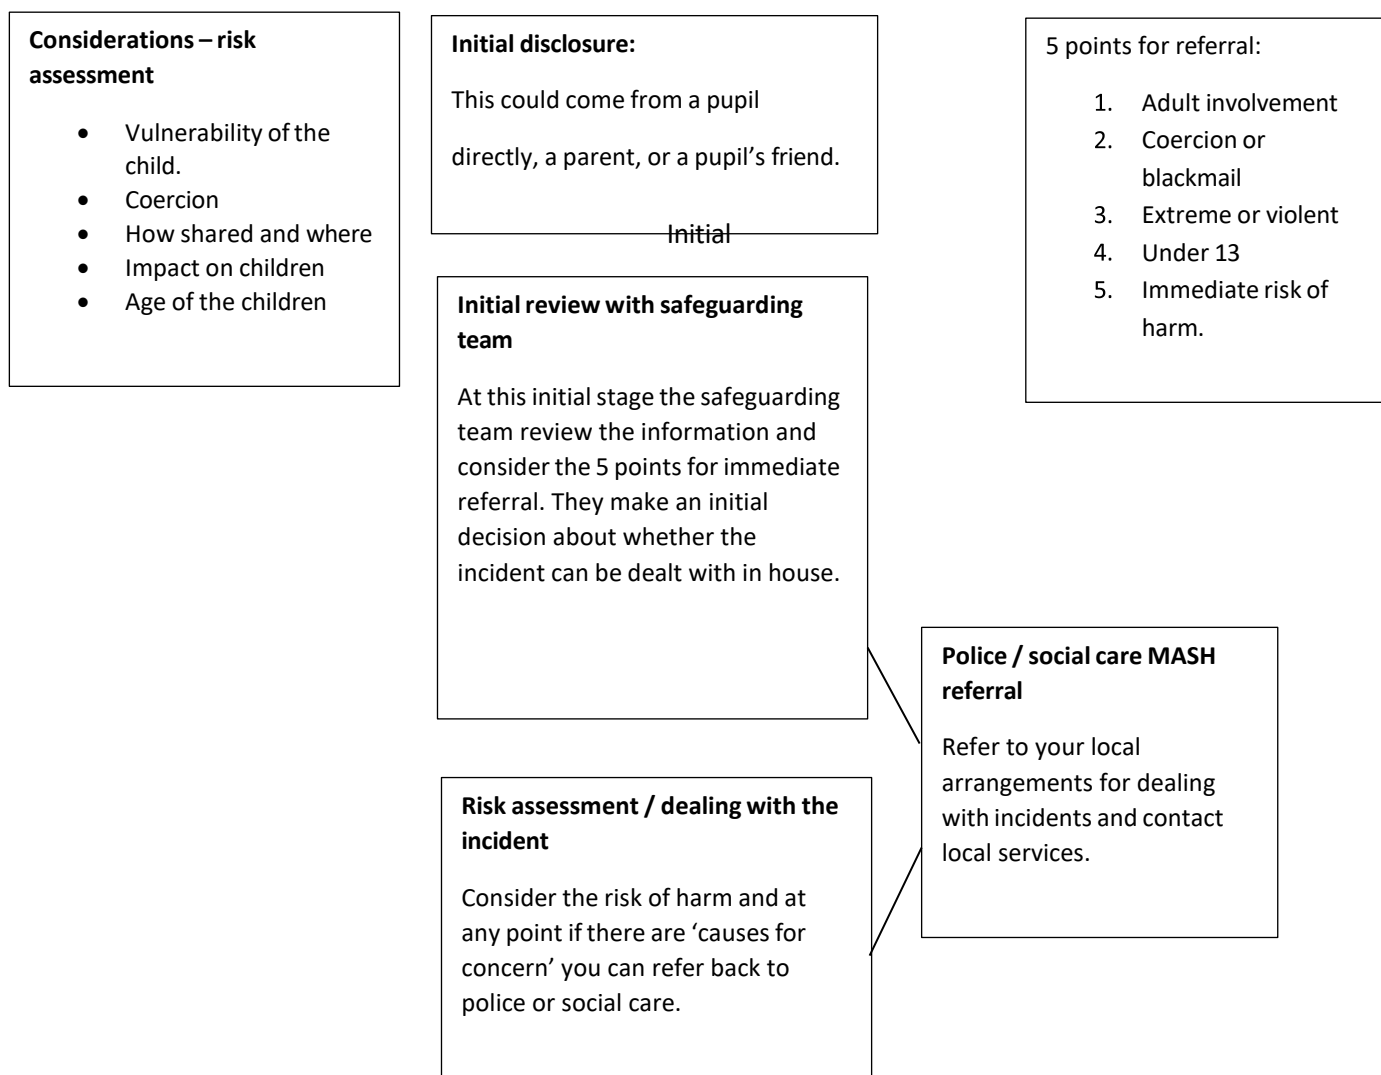 Considerations – risk
assessment
• Vulnerability of the
child.
• Coercion
• How shared and where
• Impact on children
• Age of the children
Initial disclosure:
This could come from a pupil
directly, a parent, or a pupil’s friend.
Initial
5 points for referral:
1. Adult involvement
2. Coercion or
blackmail
3. Extreme or violent
4. Under 13
5. Immediate risk of
harm.
Initial review with safeguarding
team
At this initial stage the safeguarding
team review the information and
consider the 5 points for immediate
referral. They make an initial
decision about whether the
incident can be dealt with in house.
Police / social care MASH
referral
Refer to your local
arrangements for dealing
with incidents and contact
local services.
Risk assessment / dealing with the
incident
Consider the risk of harm and at
any point if there are ‘causes for
concern’ you can refer back to
police or social care.